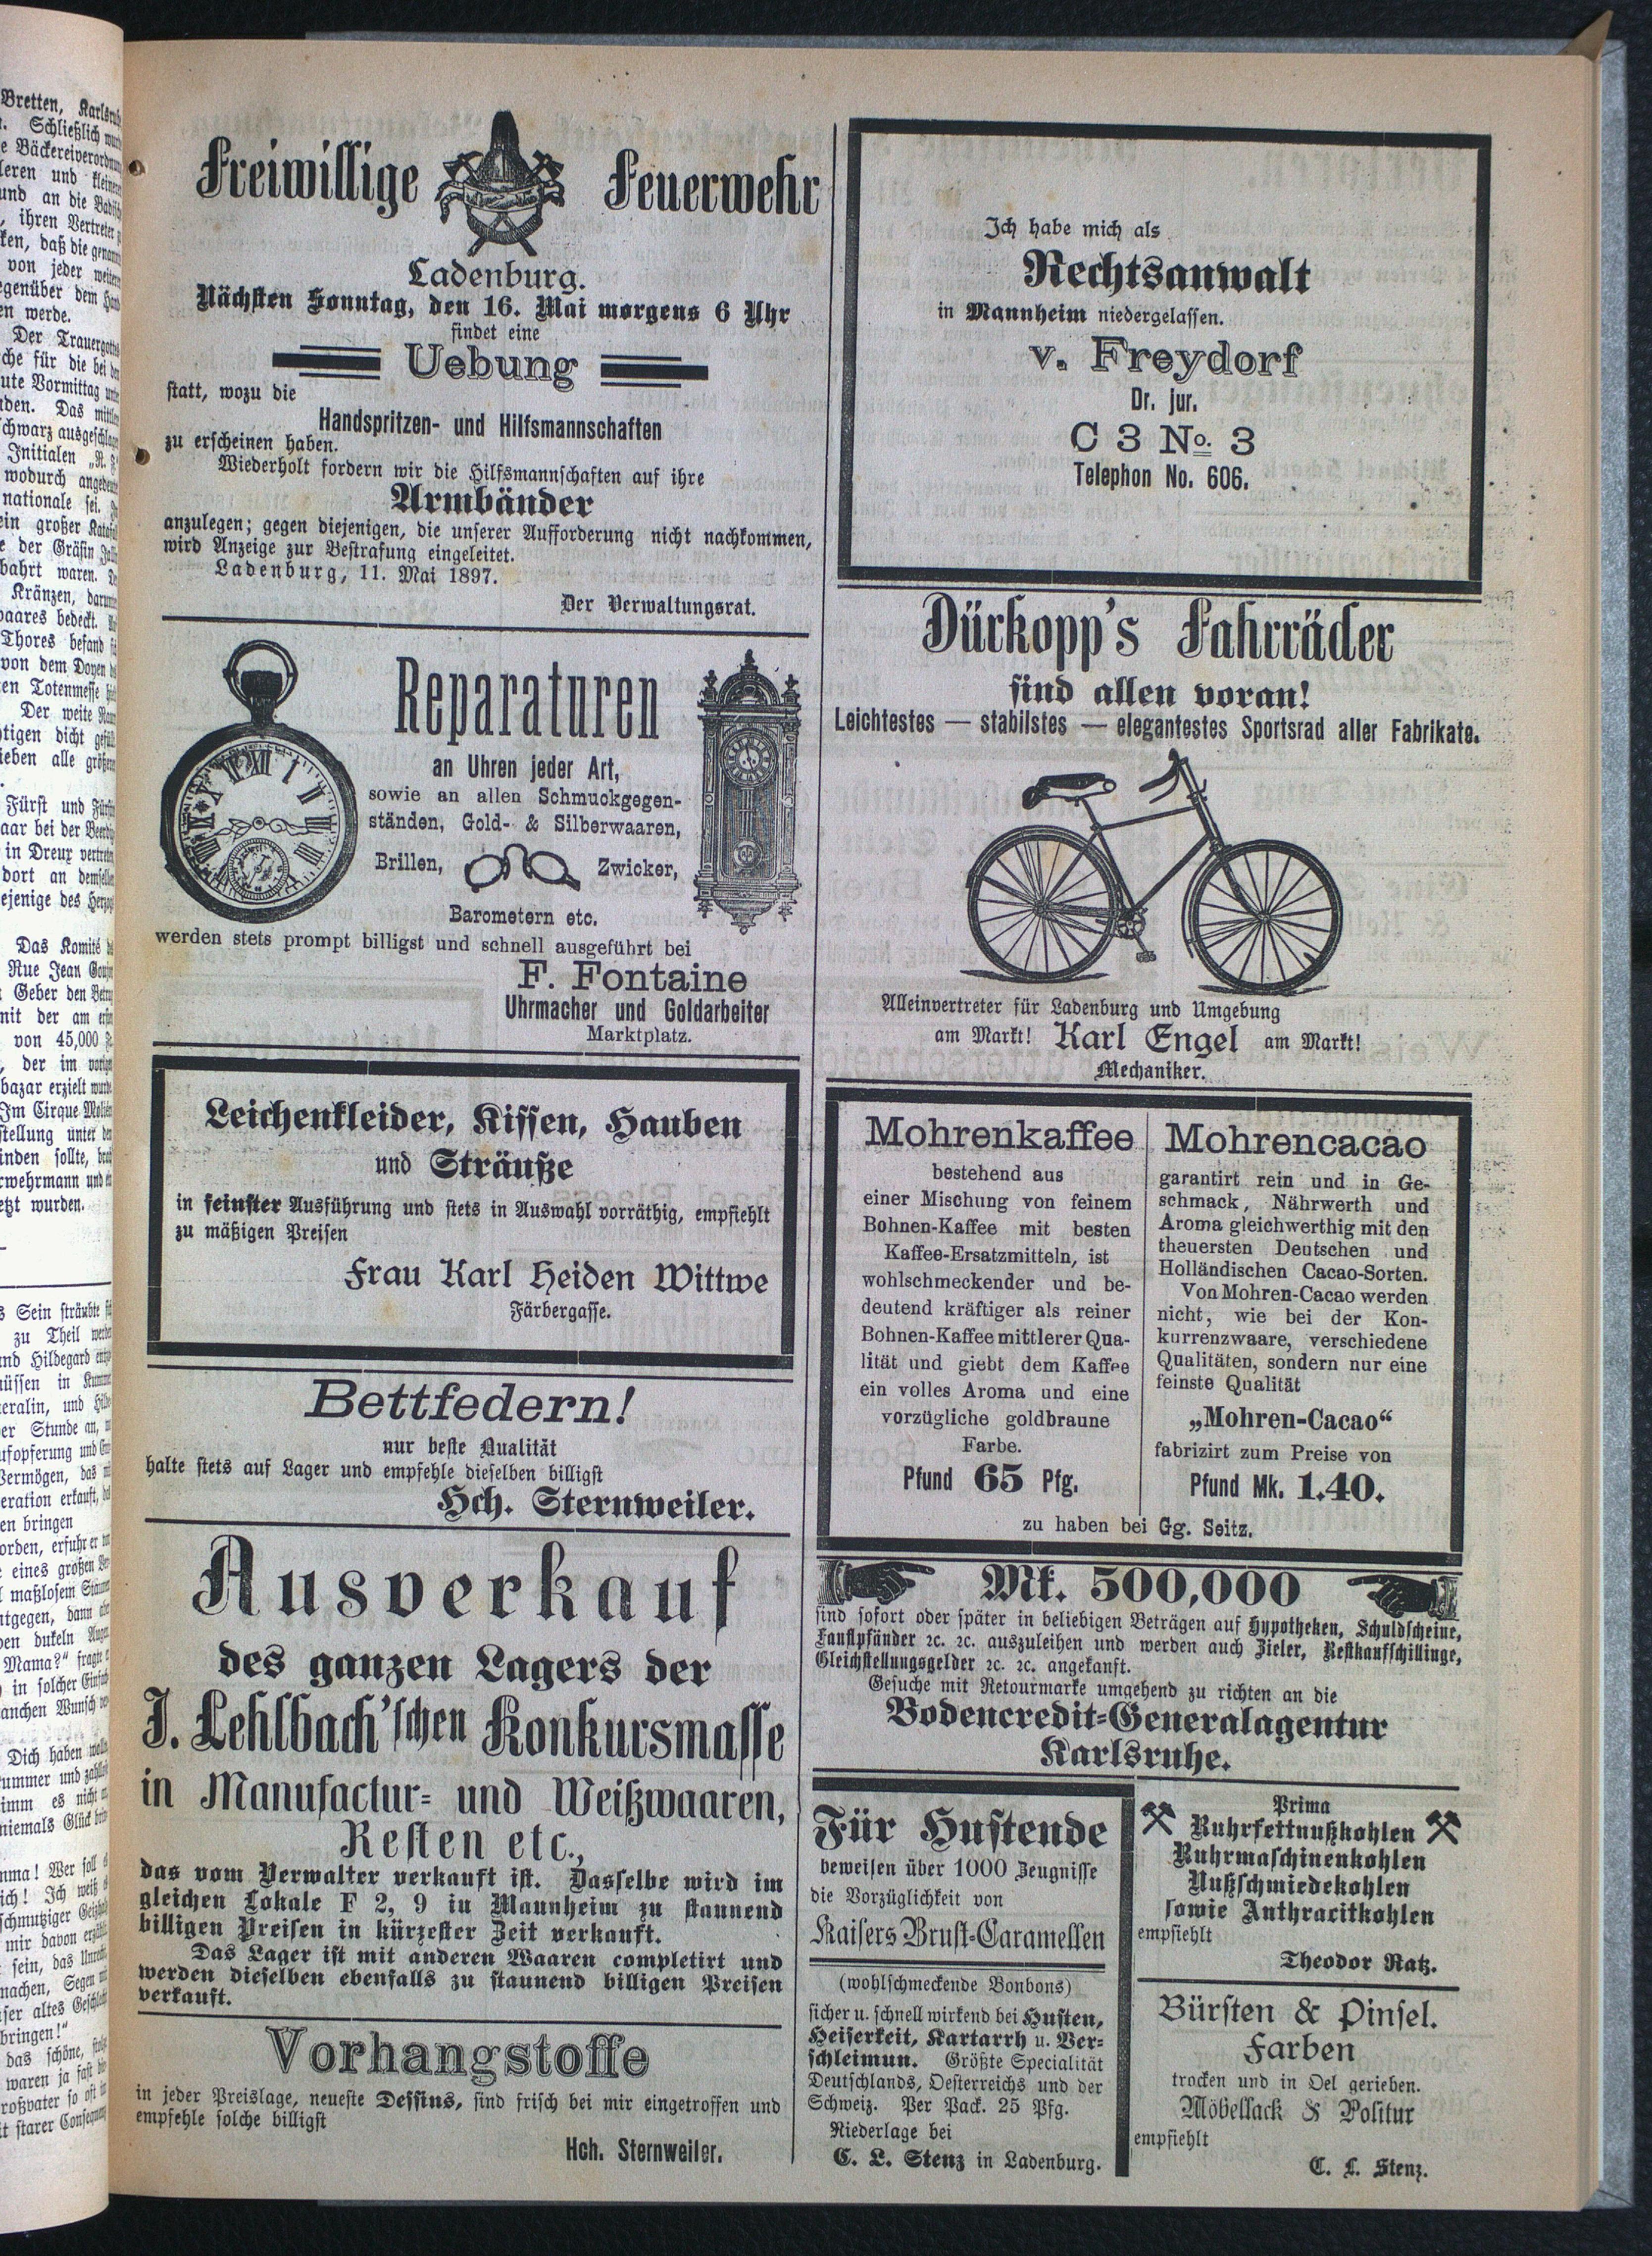 Freiwillige Feuerwehr
Ladenburg.
Nächsten Sonntag, den 16. Mai morgens 6 Uhr
findet eine
Uebung
statt, wozu die
Handspritzen- und Hilfsmannschaften
zu erscheinen haben.
Wiederholt fordern wir die Hilfsmannschaften auf ihre
Armbänder
anzulegen; gegen diejenigen, die unserer Aufforderung nicht nachkommen,
wird Anzeige zur Bestrafung eingeleitet.
Ladenburg, 11. Mai 1897.
Der Verwaltungsrat.
Reparaturen
an Uhren jeder Art,
sowie an allen Schmuckgegen-
ständen, Gold- & Silberwaaren,
Brillen, Zwicker,
Barometern etc.
werden stets prompt billigst und schnell ausgeführt bei
F. Fontaine
Uhrmacher und Goldarbeiter
Marktplatz.
Leichenkleider, Kissen, Hauben
und Sträuße
in feinster Ausführung und stets in Auswahl vorräthig, empfiehlt
zu mäßigen Preisen
Frau Karl Heiden Wittwe
Färbergasse.
Bettfedern!
nur beste Qualität
halte stets auf Lager und empfehle dieselben billigst
Hch. Sternweiler.
Ausverkauf
des ganzen Lagers der
J. Lehlbach'schen Konkursmasse
in Manufactur- und Weißwaaren,
Resten etc.,
das vom Verwalter verkauft ist. Dasselbe wird im
gleichen Lokale F 2, 9 in Mannheim zu staunend
billigen Preisen in kürzester Zeit verkauft.
Das Lager ist mit anderen Waaren completirt und
werden dieselben ebenfalls zu staunend billigen Preisen
verkauft.
Vorhangstoffe
in jeder Preislage, neueste Dessins, sind frisch bei mir eingetroffen und
empfehle solche billigst
Hch. Sternweiler.
Ich habe mich als
Rechtsanwalt
in Mannheim niedergelassen.
v. Freydorf
Dr. jur.
C 3 No. 3
Telephon No. 606.
Dürkopp's Fahrräder
sind allen voran!
Leichtestes — stabilstes — elegantestes Sportsrad aller Fabrikate.
Alleinvertreter für Ladenburg und Umgebung
am Markt! Karl Engel am Markt!
Mechaniker.
Mohrenkaffee
bestehend aus
einer Mischung von feinem
Bohnen-Kaffee mit besten
Kaffee-Ersatzmitteln, ist
wohlschmeckender und be-
deutend kräftiger als reiner
Bohnen-Kaffee mittlerer Qua-
lität und giebt dem Kaffee
ein volles Aroma und eine
vorzügliche goldbraune
Farbe.
Pfund 65 Pfg.
Mohrencacao
garantirt rein und in Ge-
schmack, Nährwerth und
Aroma gleichwerthig mit den
theuersten Deutschen und
Holländischen Cacao-Sorten.
Von Mohren-Cacao werden
nicht, wie bei der Kon-
kurrenzwaare, verschiedene
Qualitäten, sondern nur eine
feinste Qualität
„Mohren-Cacao“
fabrizirt zum Preise von
Pfund Mk. 1.40.
zu haben bei Gg. Seitz.
Mk. 500,000
sind sofort oder später in beliebigen Beträgen auf Hypotheken, Schuldscheine,
Faustpfänder ꝛc. ꝛc. auszuleihen und werden auch Zieler, Restkaufschillinge,
Gleichstellungsgelder ꝛc. ꝛc. angekauft.
Gesuche mit Retourmarke umgehend zu richten an die
Bodencredit-Generalagentur
Karlsruhe.
Für Hustende
beweisen über 1000 Zeugnisse
die Vorzüglichkeit von
Kaisers Brust-Caramellen
(wohlschmeckende Bonbons)
sicher u. schnell wirkend bei Husten,
Heiserkeit, Kartarrh u. Ver-
schleimun. Größte Specialität
Deutschlands, Oesterreichs und der
Schweiz. Per Pack. 25 Pfg.
Niederlage bei
C. L. Stenz in Ladenburg.
Prima
Ruhrfettnußkohlen
Ruhrmaschinenkohlen
Nußschmiedekohlen
sowie Anthracitkohlen
empfiehlt
Theodor Ratz.
Bürsten & Pinsel.
Farben
trocken und in Oel gerieben.
Möbellack & Politur
empfiehlt
C. L. Stenz.